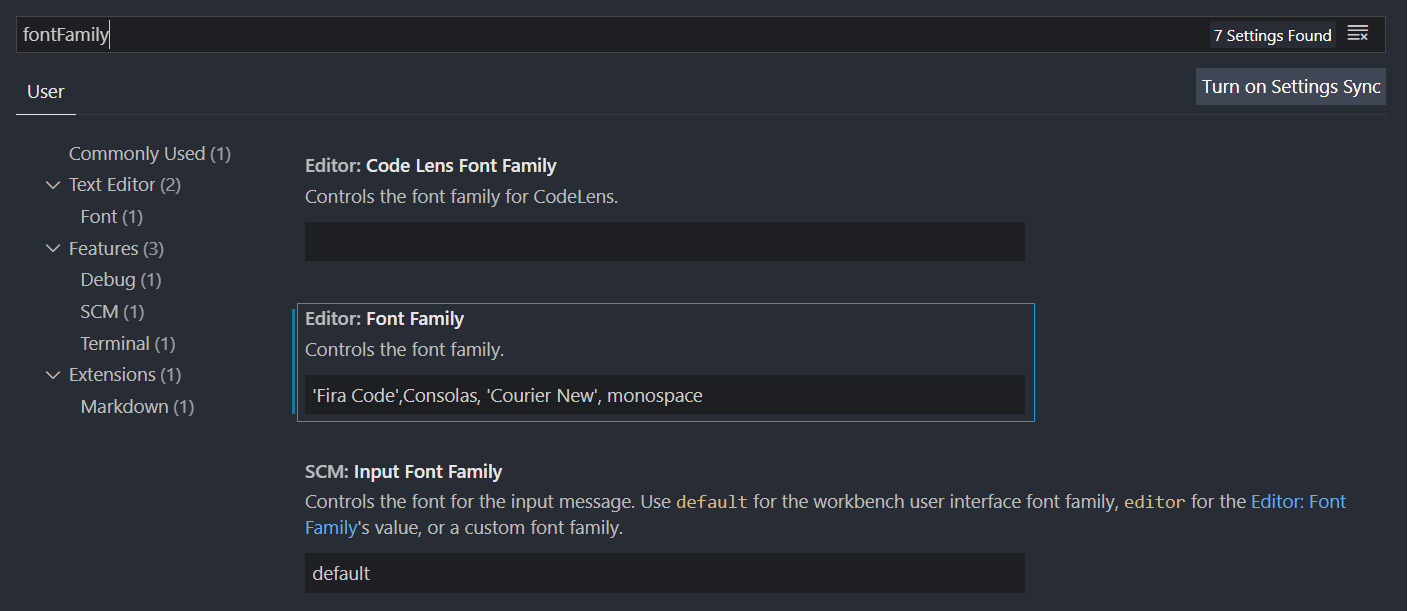 fontFamily
7 Settings Found
User
Turn on Settings Sync
Commonly Used (1)
Text Editor (2)
Font (1)
Features (3)
Debug (1)
SCM (1)
Terminal (1)
Extensions (1)
Markdown (1)
Editor: Code Lens Font Family
Controls the font family for CodeLens.
Editor: Font Family
Controls the font family.
'Fira Code',Consolas, 'Courier New', monospace
SCM: Input Font Family
Controls the font for the input message. Use default for the workbench user interface font family, editor for the Editor: Font
Family's value, or a custom font family.
default